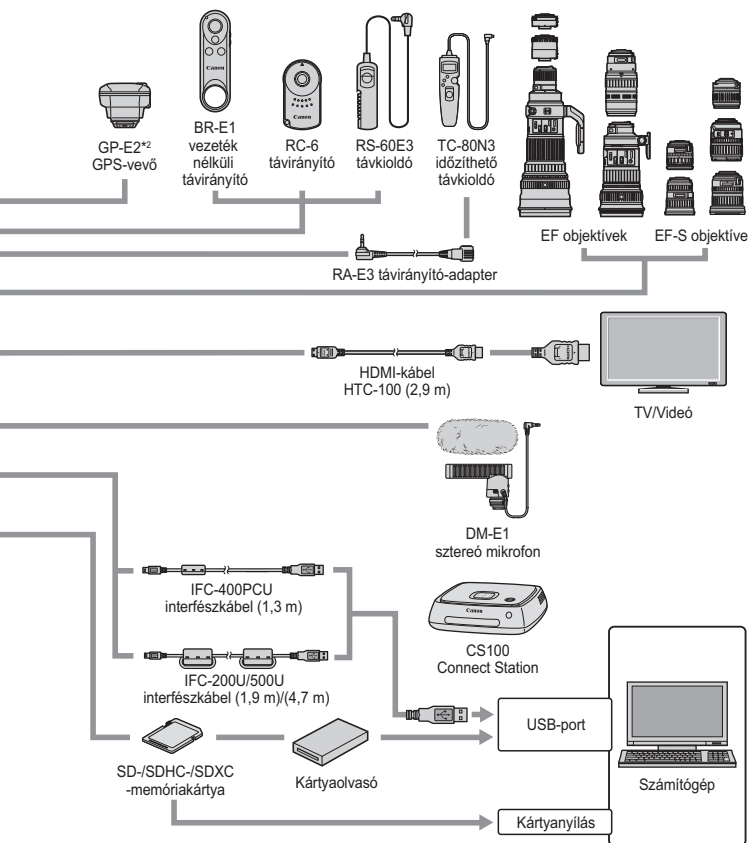 Canon
Canon
GP-E2*2
GPS-vevő
BR-E1
vezeték
nélküli
távirányító
RC-6
távirányító
RS-60E3
távkioldó
TC-80N3
időzíthető
távkioldó
EF objektívek
EF-S objektíve
RA-E3 távirányító-adapter
HDMI-kábel
HTC-100 (2,9 m)
TV/Videó
DM-E1
sztereó mikrofon
IFC-400PCU
interfészkábel (1,3 m)
Canon
CS100
Connect Station
IFC-200U/500U
interfészkábel (1,9 m)/(4,7 m)
USB-port
SD-/SDHC-/SDXC
-memóriakártya
Kártyaolvasó
Számítógép
Kártyanyílás